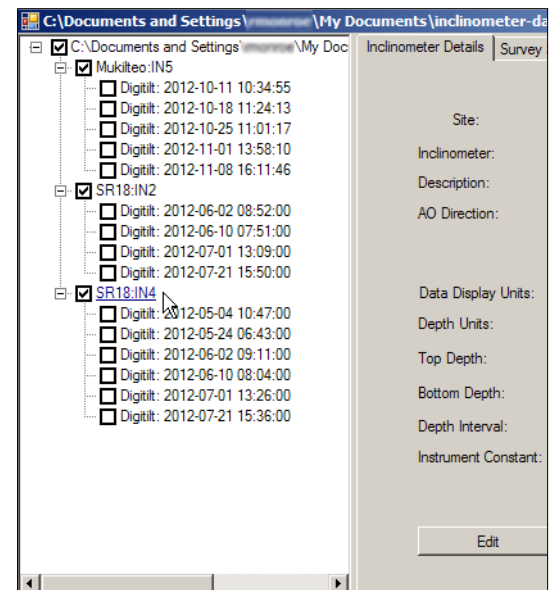 C:\Documents and Settings\ \My Documents\inclinometer-da
C:\Documents and Settings\ \My Doc
Mukilteo:IN5
Digitilt: 2012-10-11 10:34:55
Digitilt: 2012-10-18 11:24:13
Digitilt: 2012-10-25 11:01:17
Digitilt: 2012-11-01 13:58:10
Digitilt: 2012-11-08 16:11:46
SR18:IN2
Digitilt: 2012-06-02 08:52:00
Digitilt: 2012-06-10 07:51:00
Digitilt: 2012-07-01 13:09:00
Digitilt: 2012-07-21 15:50:00
SR18:IN4
Digitilt: 2012-05-04 10:47:00
Digitilt: 2012-05-24 06:43:00
Digitilt: 2012-06-02 09:11:00
Digitilt: 2012-06-10 08:04:00
Digitilt: 2012-07-01 13:26:00
Digitilt: 2012-07-21 15:36:00
Inclinometer Details
Survey
Site:
Inclinometer:
Description:
AO Direction:
Data Display Units:
Depth Units:
Top Depth:
Bottom Depth:
Depth Interval:
Instrument Constant:
Edit